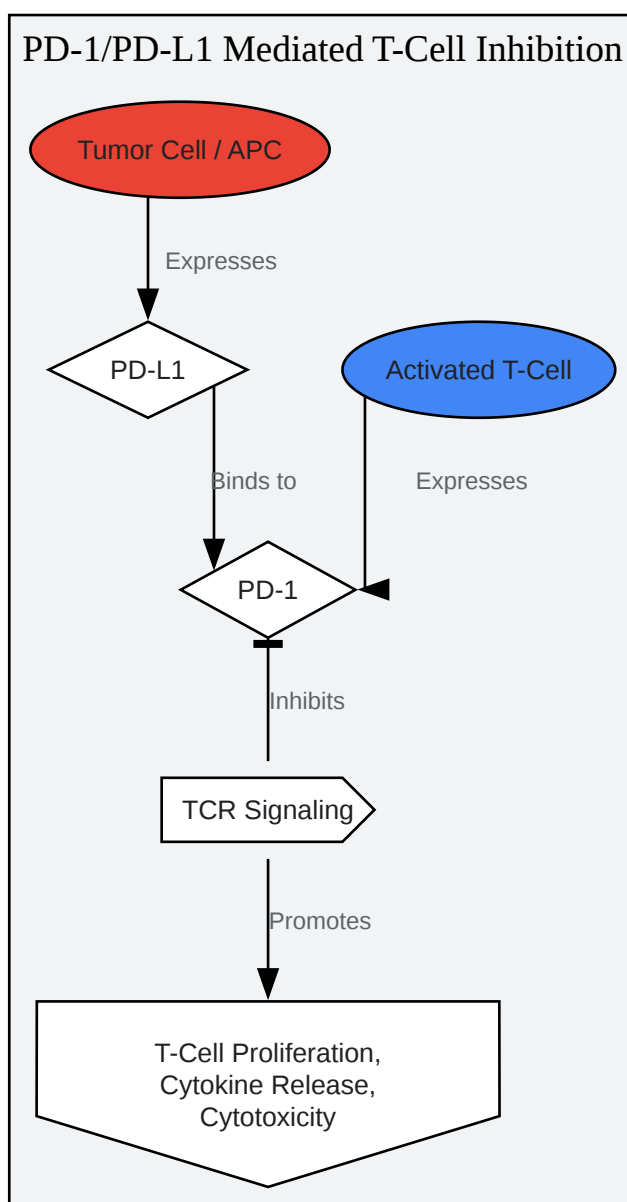 PD-1/PD-L1 Mediated T-Cell Inhibition
Tumor Cell / APC
Expresses
PD-L1
Activated T-Cell
Binds to
Expresses
PD-1
Inhibits
TCR Signaling
Promotes
T-Cell Proliferation,
Cytokine Release,
Cytotoxicity